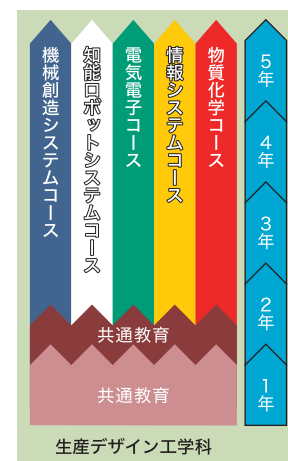 機械創造システムコース
知能ロボットシステムコース
電気電子コース
情報システムコース
物質化学コース
5年
4年
3年
2年
1年
共通教育
共通教育
生産デザイン工学科